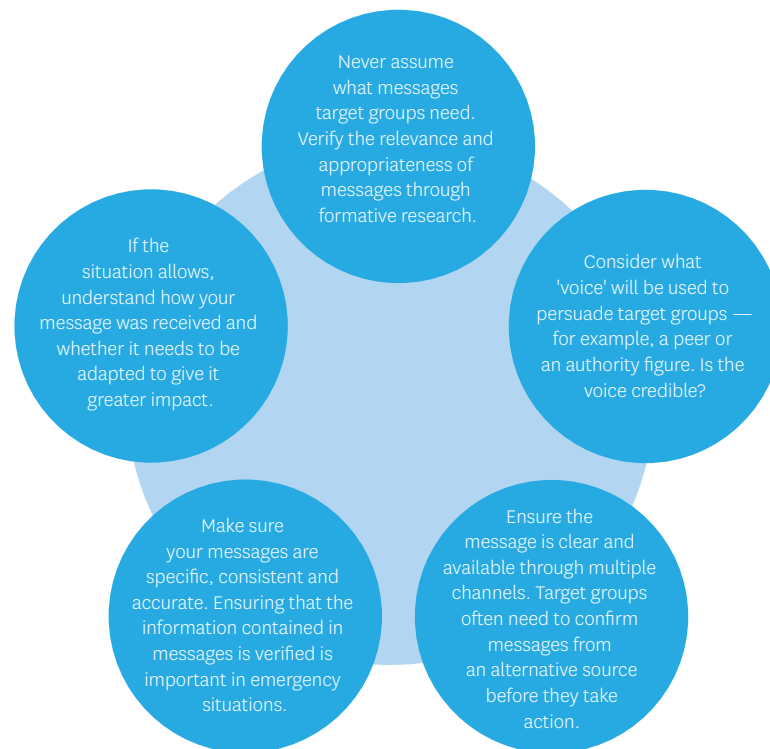 Never assume
what messages
target groups need.
Verify the relevance and
appropriateness of
messages through
formative research.
Consider what
'voice' will be used to
persuade target groups —
for example, a peer or
an authority figure. Is the
voice credible?
Ensure the
message is clear and
available through multiple
channels. Target groups
often need to confirm
messages from
an alternative source
before they take
action.
Make sure
your messages are
specific, consistent and
accurate. Ensuring that the
information contained in
messages is verified is
important in emergency
situations.
If the
situation allows,
understand how your
message was received and
whether it needs to be
adapted to give it
greater impact.